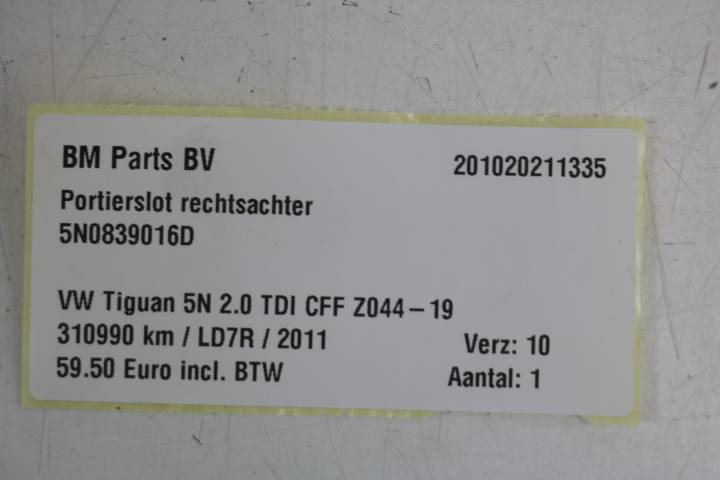 BM Parts BV 201020211335
Portierslot rechtsachter
5N0839016D
VW Tiguan 5N 2.0 TDI CFF Z044-19
310990 km / LD7R / 2011 Verz: 10
59.50 Euro incl. BTW Aantal: 1